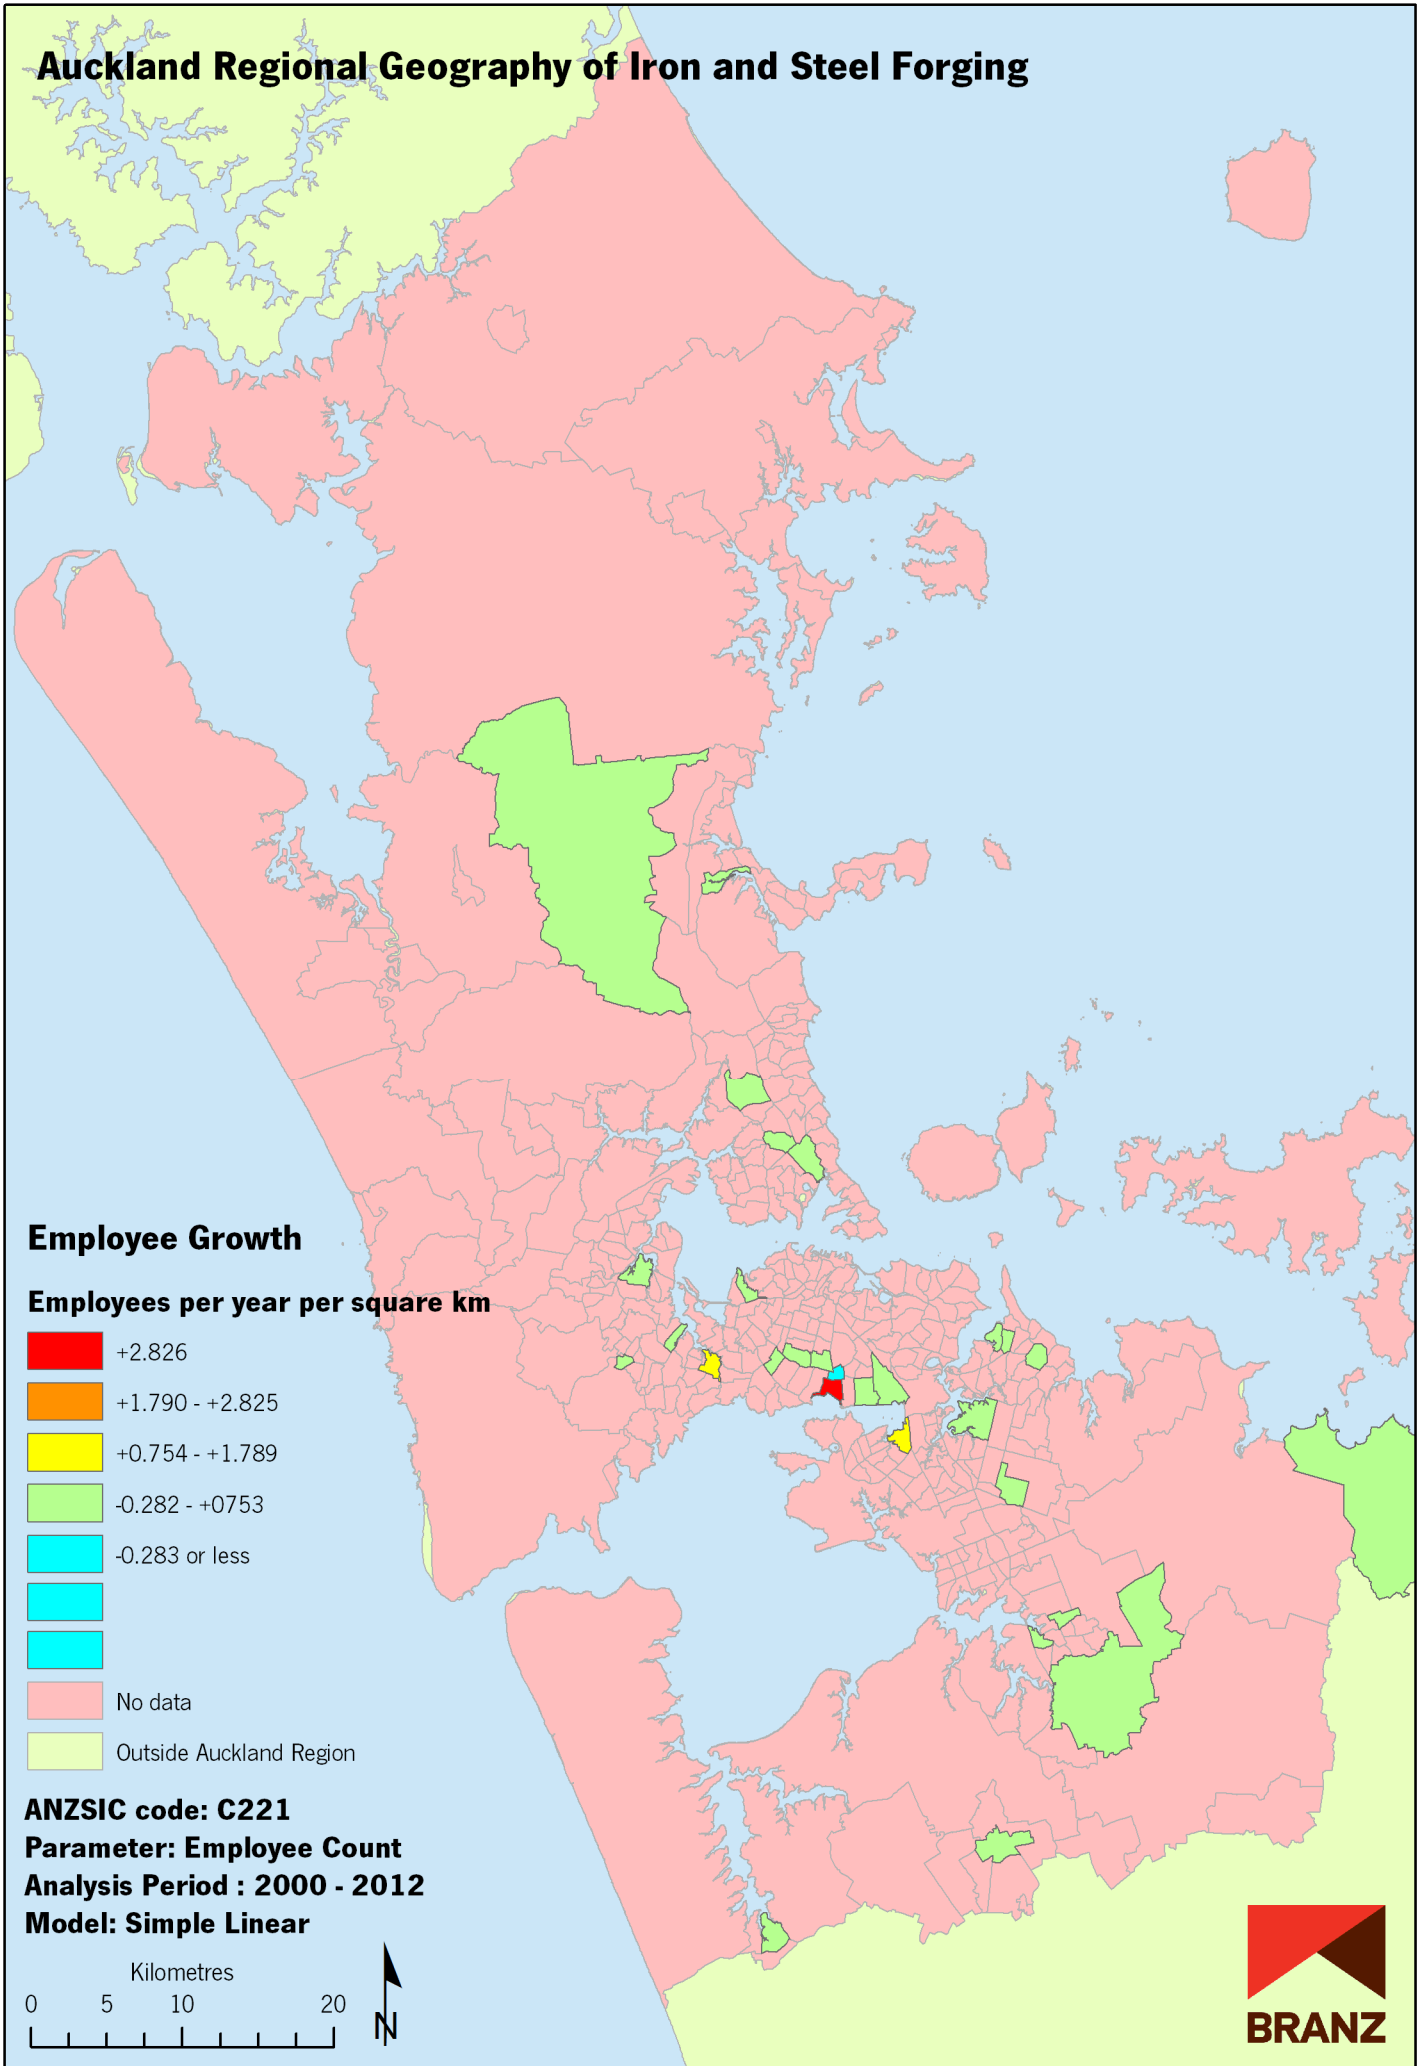 Auckland Regional Geography of Iron and Steel Forging
Employee Growth
Employees per year per square km
+2.826
+1.790 - +2.825
+0.754 - +1.789
-0.282 - +0753
-0.283 or less
No data
Outside Auckland Region
ANZSIC code: C221
Parameter: Employee Count
Analysis Period : 2000 - 2012
Model: Simple Linear
Kilometres
0 5 10 20
N
BRANZ